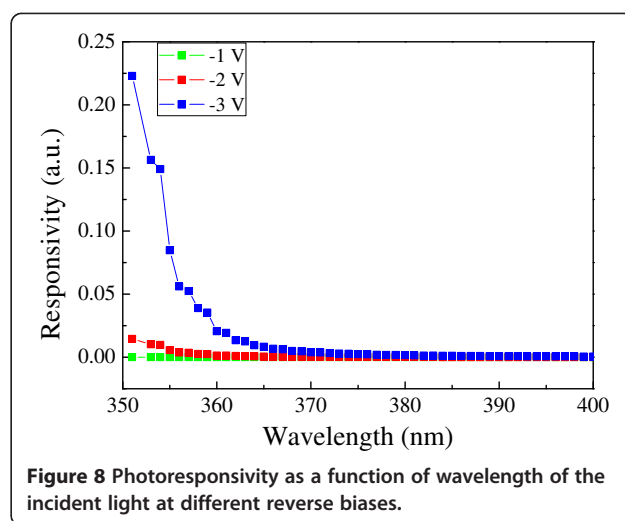 0.25
0.20
0.15
0.10
0.05
0.00
Responsivity (a.u.)
-1 V
-2 V
-3 V
350 360 370 380 390 400
Wavelength (nm)
Figure 8 Photoresponsivity as a function of wavelength of the
incident light at different reverse biases.